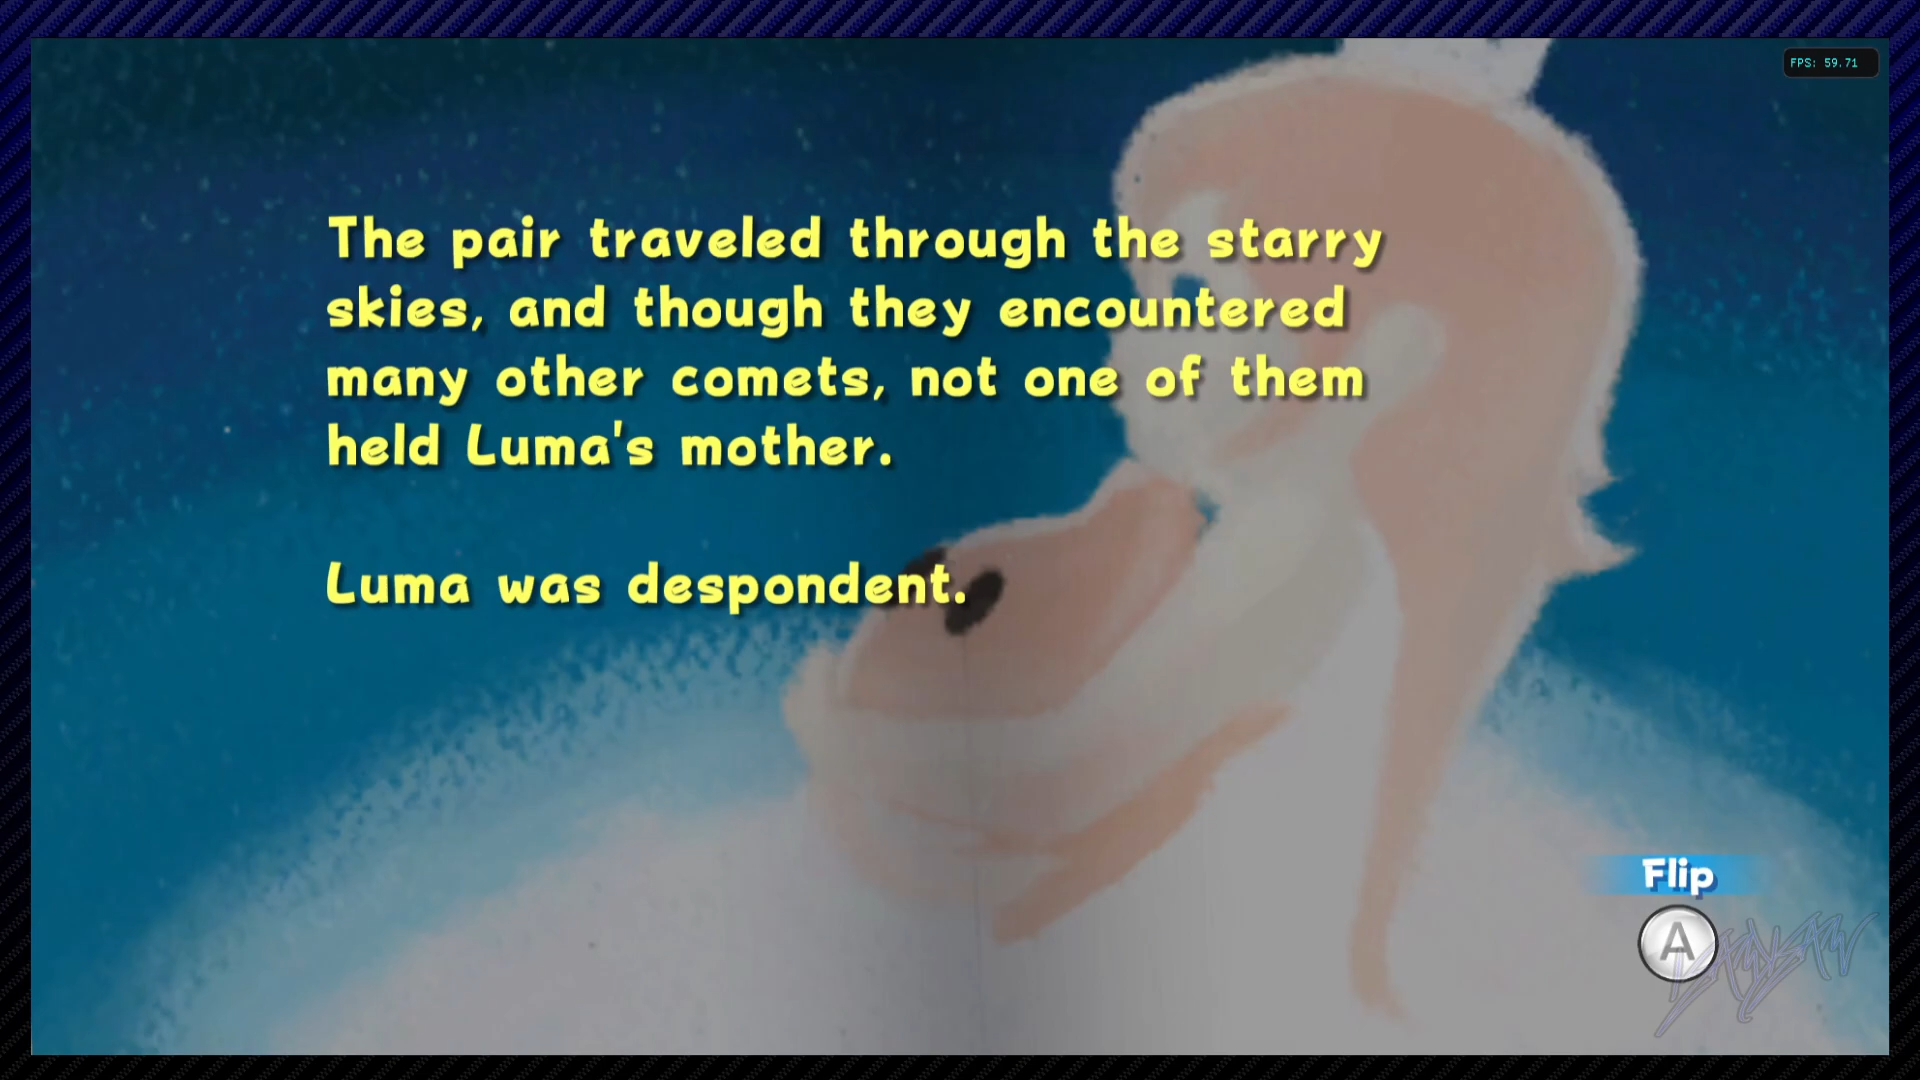 FPS: 59.71
The pair traveled through the starry
skies, and though they encountered
many other comets, not one of them
held Luma's mother.
Luma was despondent.
Flip
A